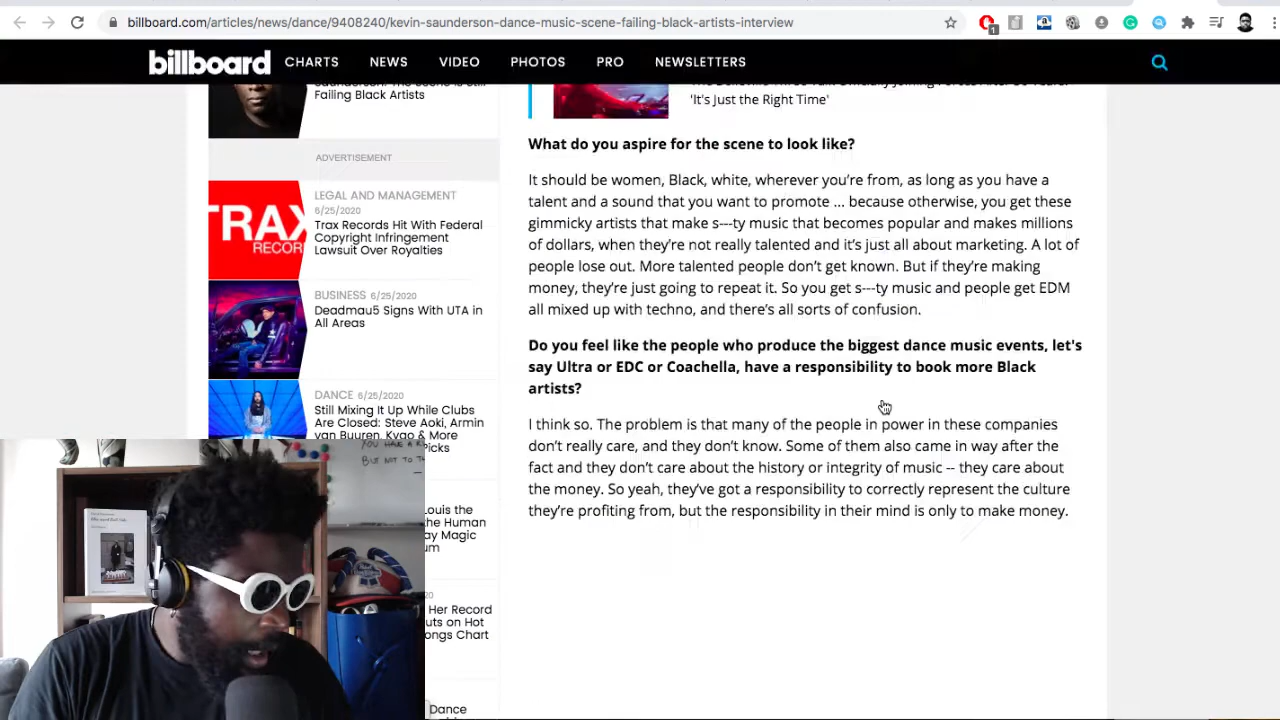 billboard.com/articles/news/dance/9408240/kevin-saunderson-dance-music-scene-failing-black-artists-interview
1
billboard
CHARTS
NEWS
VIDEO
PHOTOS
PRO
NEWSLETTERS
Failing Black Artists
ADVERTISEMENT
LEGAL AND MANAGEMENT
6/25/2020
Trax Records Hit With Federal
Copyright Infringement
Lawsuit Over Royalties
TRAX
RECOR
BUSINESS 6/25/2020
Deadmau5 Signs With UTA in
All Areas
DANCE 6/25/2020
Still Mixing It Up While Clubs
Are Closed: Steve Aoki, Armin
van Buuren, Kygo & More
Picks
Louis the
the Human
ay Magic
um
20
Her Record
uts on Hot
ongs Chart
Dance
'It's Just the Right Time'
What do you aspire for the scene to look like?
It should be women, Black, white, wherever you're from, as long as you have a
talent and a sound that you want to promote ... because otherwise, you get these
gimmicky artists that make s---ty music that becomes popular and makes millions
of dollars, when they're not really talented and it's just all about marketing. A lot of
people lose out. More talented people don't get known. But if they're making
money, they're just going to repeat it. So you get s---ty music and people get EDM
all mixed up with techno, and there's all sorts of confusion.
Do you feel like the people who produce the biggest dance music events, let's
say Ultra or EDC or Coachella, have a responsibility to book more Black
artists?
I think so. The problem is that many of the people in power in these companies
don't really care, and they don't know. Some of them also came in way after the
fact and they don't care about the history or integrity of music -- they care about
the money. So yeah, they've got a responsibility to correctly represent the culture
they're profiting from, but the responsibility in their mind is only to make money.